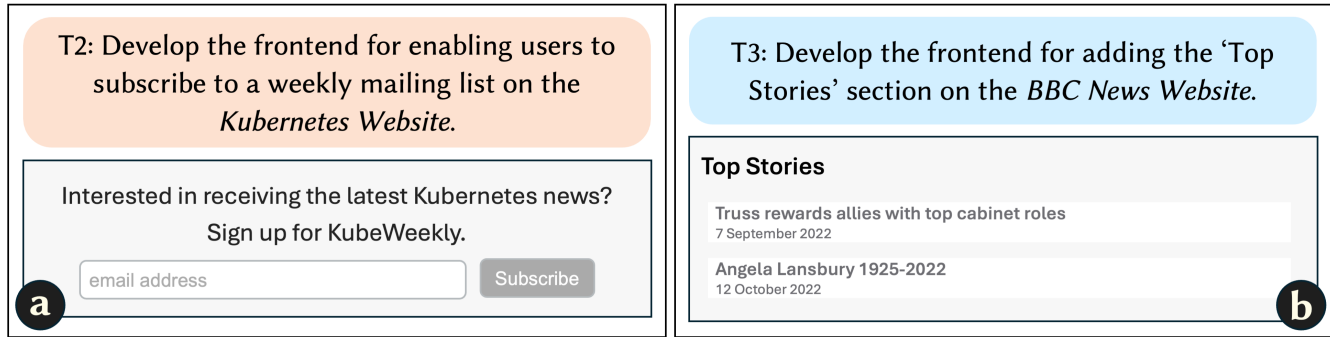 T2: Develop the frontend for enabling users to
subscribe to a weekly mailing list on the
Kubernetes Website.
Interested in receiving the latest Kubernetes news?
Sign up for KubeWeekly.
email address
Subscribe
a
T3: Develop the frontend for adding the ‘Top
Stories’ section on the BBC News Website.
Top Stories
Truss rewards allies with top cabinet roles
7 September 2022
Angela Lansbury 1925-2022
12 October 2022
b